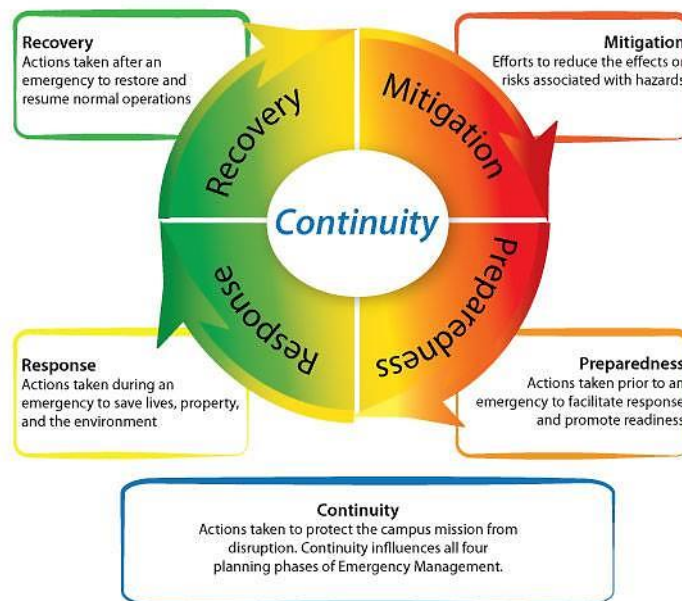 Recovery
Actions taken after an
emergency to restore and
resume normal operations
Mitigation
Efforts to reduce the effects or
risks associated with hazards
Recovery
Mitigation
Continuity
Response
Preparedness
Response
Actions taken during an
emergency to save lives, property,
and the environment
Preparedness
Actions taken prior to an
emergency to facilitate response
and promote readiness
Continuity
Actions taken to protect the campus mission from
disruption. Continuity inflluences all four
planning phases of Emergency Management.